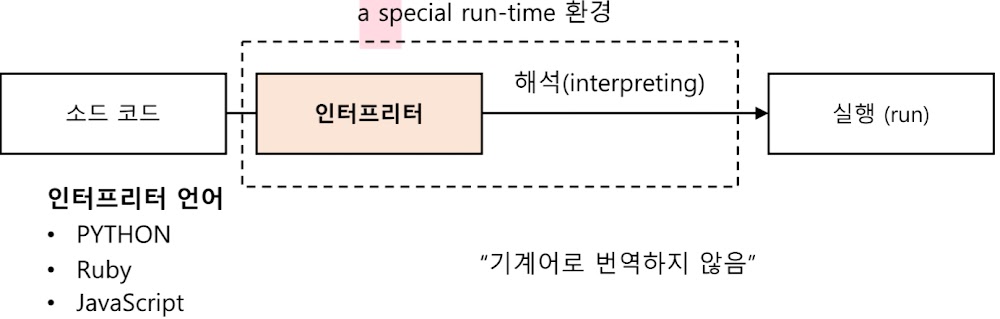 a special run-time 환경
해석(interpreting)
소드 코드
인터프리터
실행 (run)
인터프리터 언어
• PYTHON
• Ruby
• JavaScript
“기계어로 번역하지 않음”